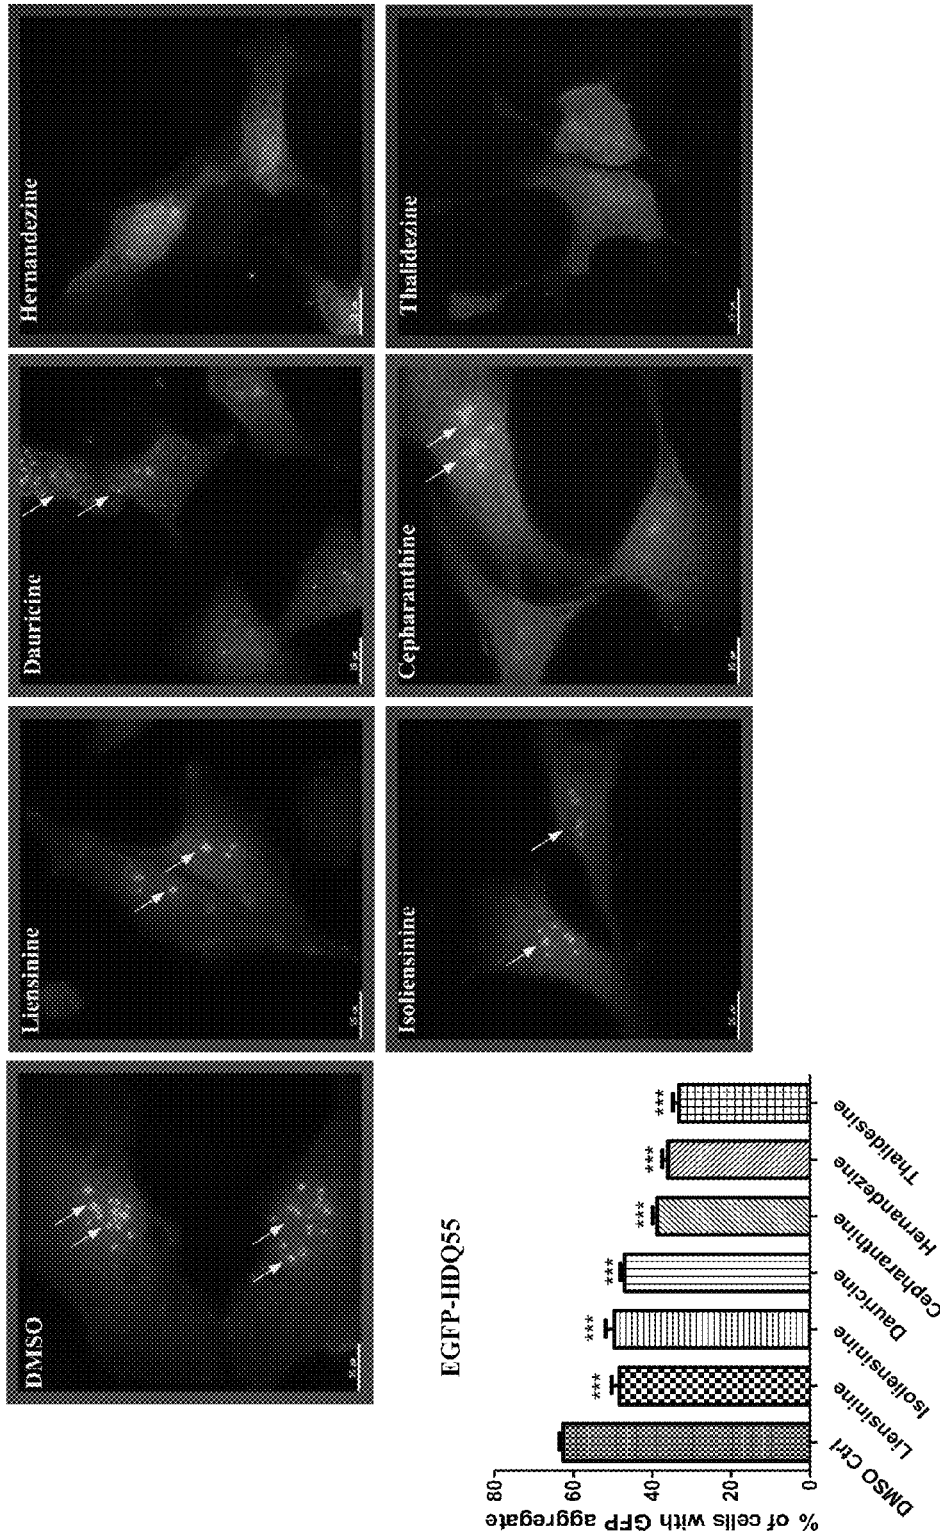 DMSO
Liensinine
Dauricine
Hernandezine
EGFP-HDQ55
Isoliensinine
Cepharanthine
Thalidezine
% of cells with GFP aggregate
80
60
40
20
0
***
***
***
***
***
***
DMSO Ctrl
Liensinine
Isoliensinine
Dauricine
Cepharanthine
Hernandezine
Thalidesine